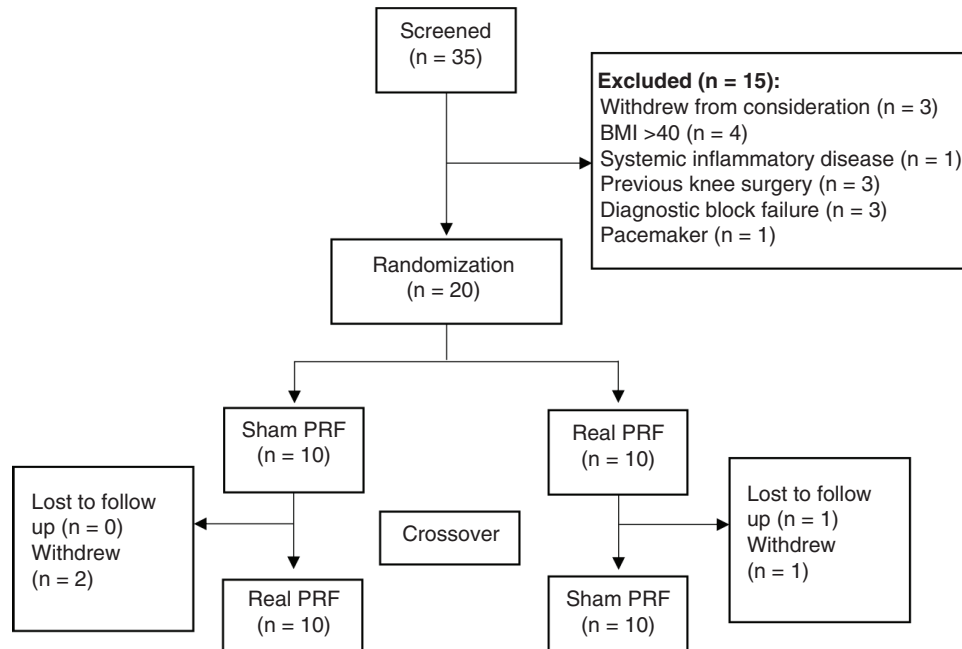 Screened
(n = 35)
Excluded (n = 15):
Withdrew from consideration (n = 3)
BMI >40 (n = 4)
Systemic inflammatory disease (n = 1)
Previous knee surgery (n = 3)
Diagnostic block failure (n = 3)
Pacemaker (n = 1)
Randomization
(n = 20)
Sham PRF
(n = 10)
Real PRF
(n = 10)
Lost to follow
up (n = 0)
Withdrew
(n = 2)
Crossover
Lost to follow
up (n = 1)
Withdrew
(n = 1)
Real PRF
(n = 10)
Sham PRF
(n = 10)